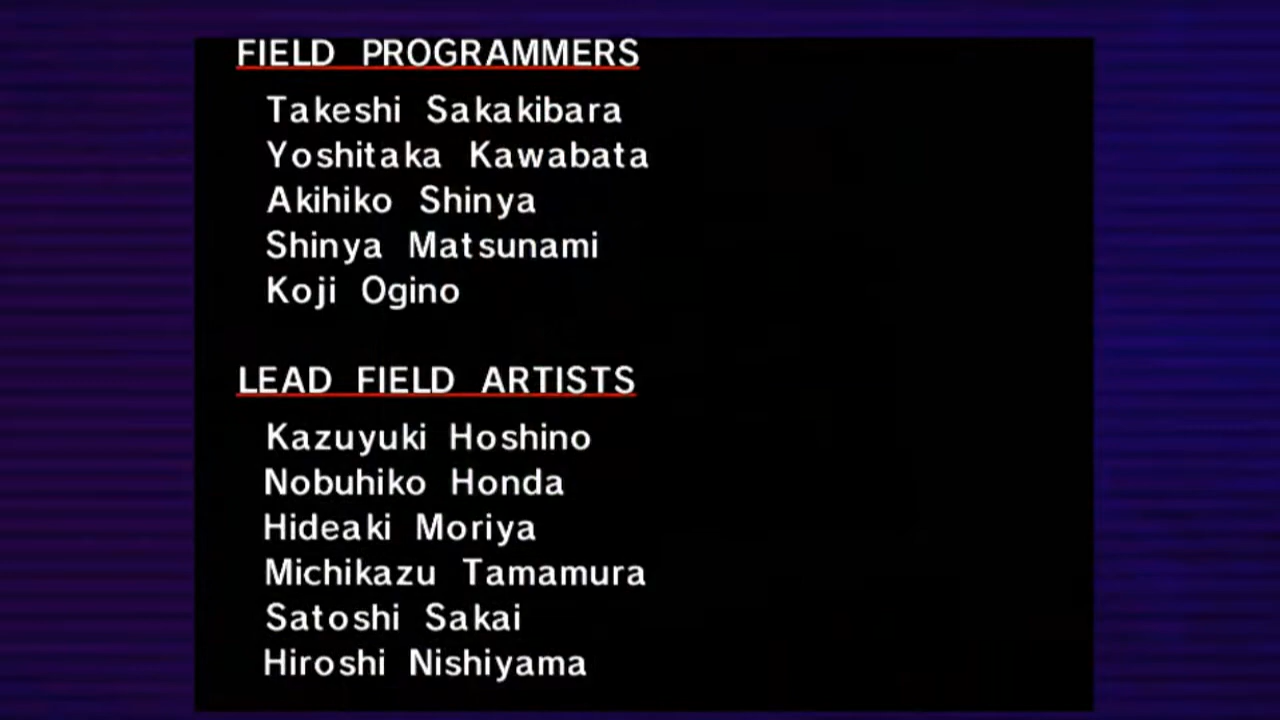 FIELD PROGRAMMERS
Takeshi Sakakibara
Yoshitaka Kawabata
Akihiko Shinya
Shinya Matsunami
Koji Ogino
LEAD FIELD ARTISTS
Kazuyuki Hoshino
Nobuhiko Honda
Hideaki Moriya
Michikazu Tamamura
Satoshi Sakai
Hiroshi Nishiyama